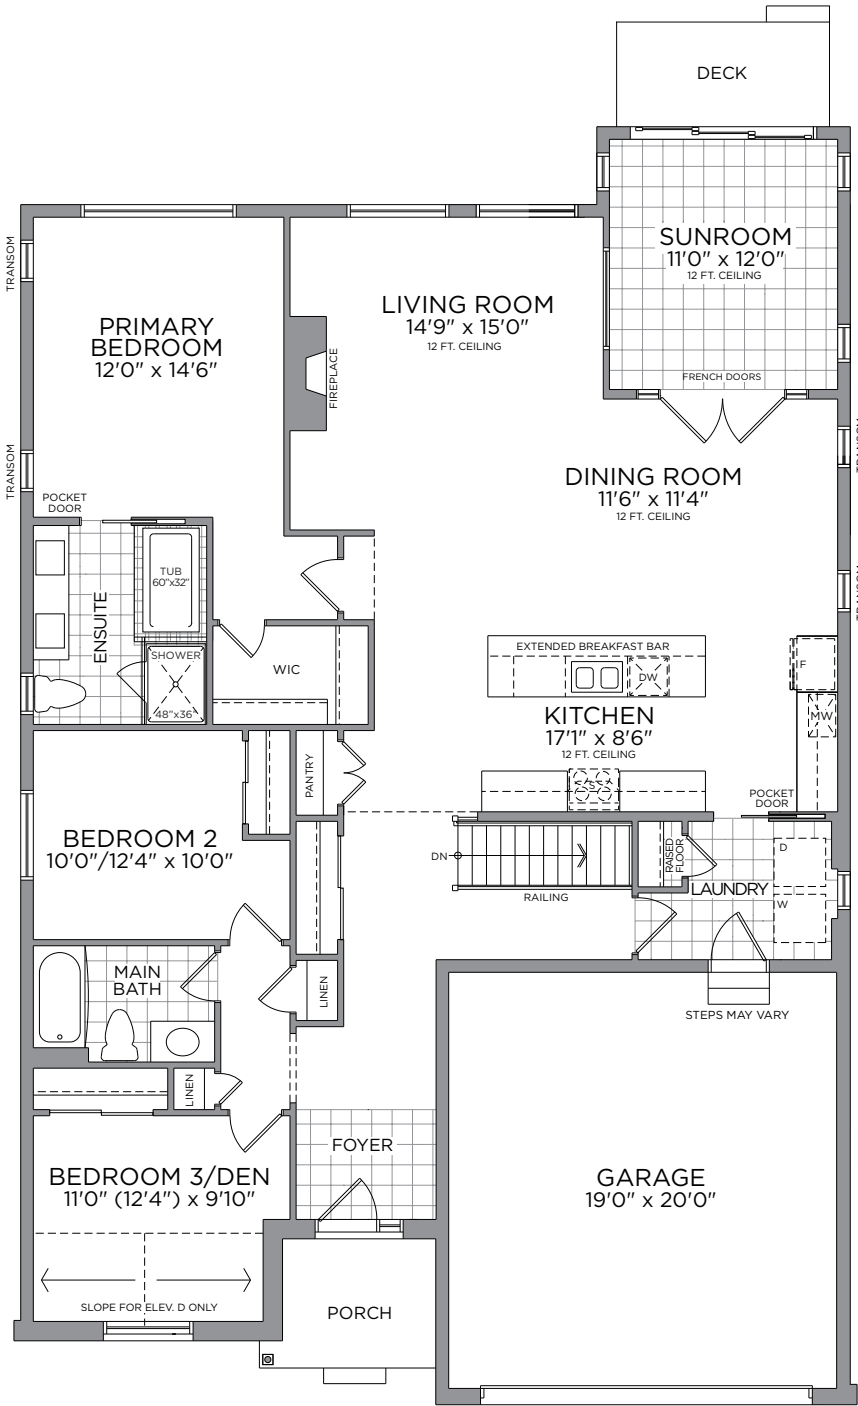 DECK
SUNROOM
11'0" x 12'0"
12 FT. CEILING
FRENCH DOORS
TRANSOM
LIVING ROOM
14'9" x 15'0"
12 FT. CEILING
PRIMARY
BEDROOM
12'0" x 14'6"
FIREPLACE
TRANSOM
DINING ROOM
11'6" x 11'4"
12 FT. CEILING
TRANSOM
POCKET
DOOR
TUB
60"x32"
ENSUITE
TRANSOM
SHOWER
48"x36"
WIC
EXTENDED BREAKFAST BAR
DW
F
MW
KITCHEN
17'1" x 8'6"
12 FT. CEILING
S
PANTRY
POCKET
DOOR
BEDROOM 2
10'0"/12'4" x 10'0"
DN
RAILING
RAISED
FLOOR
D
LAUNDRY
W
MAIN
BATH
LINEN
STEPS MAY VARY
LINEN
FOYER
BEDROOM 3/DEN
11'0" (12'4") x 9'10"
GARAGE
19'0" x 20'0"
SLOPE FOR ELEV. D ONLY
PORCH